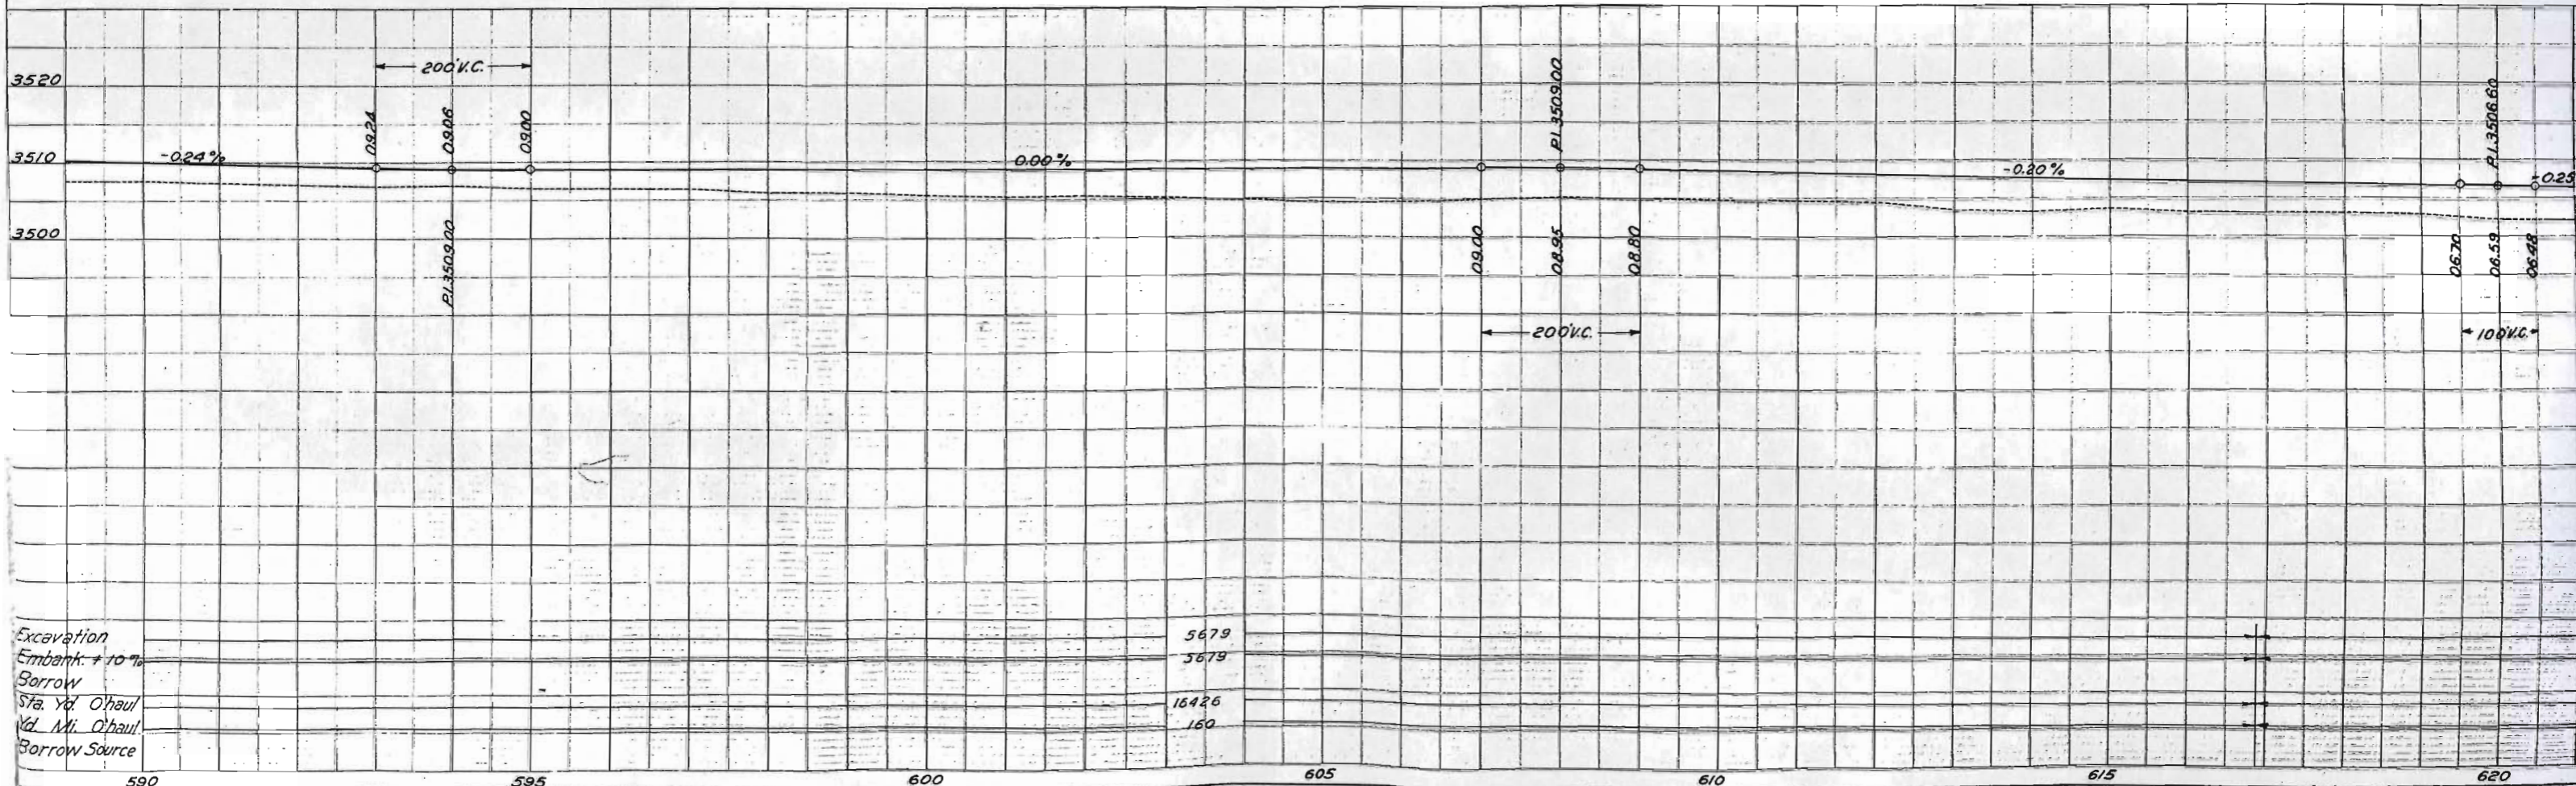 200'V.C.
3520
09.24
09.06
09.00
P.I. 3509.00
P.I. 3506.60
3510
-0.24%
0.00%
-0.20%
-0.25
3500
P.I. 3509.00
09.00
08.95
08.80
06.70
06.59
06.48
200'V.C.
100'V.C.
Excavation
5679
Embank. + 10%
5679
Borrow
Sta. Yd. O'haul
16426
Yd. Mi. O'haul
160
Borrow Source
590
595
600
605
610
615
620